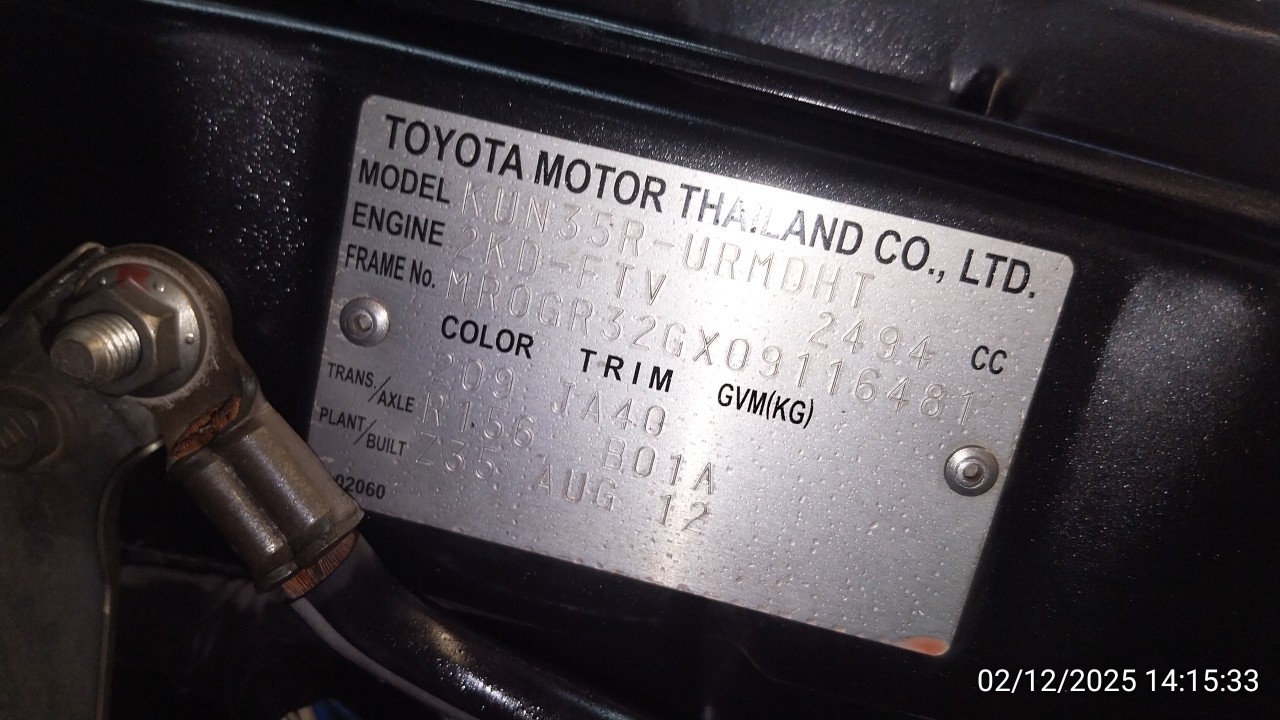 TOYOTA MOTOR THAILAND CO., LTD.
MODEL KUN35R-URMDHT
ENGINE 2KD-FTV 2494 CC
FRAME No. MR0GR32GX09116481
COLOR TRIM GVM(KG)
209 JA40
TRANS./AXLE R156 B01A
PLANT/BUILT Z35 AUG 12
02060
02/12/2025 14:15:33